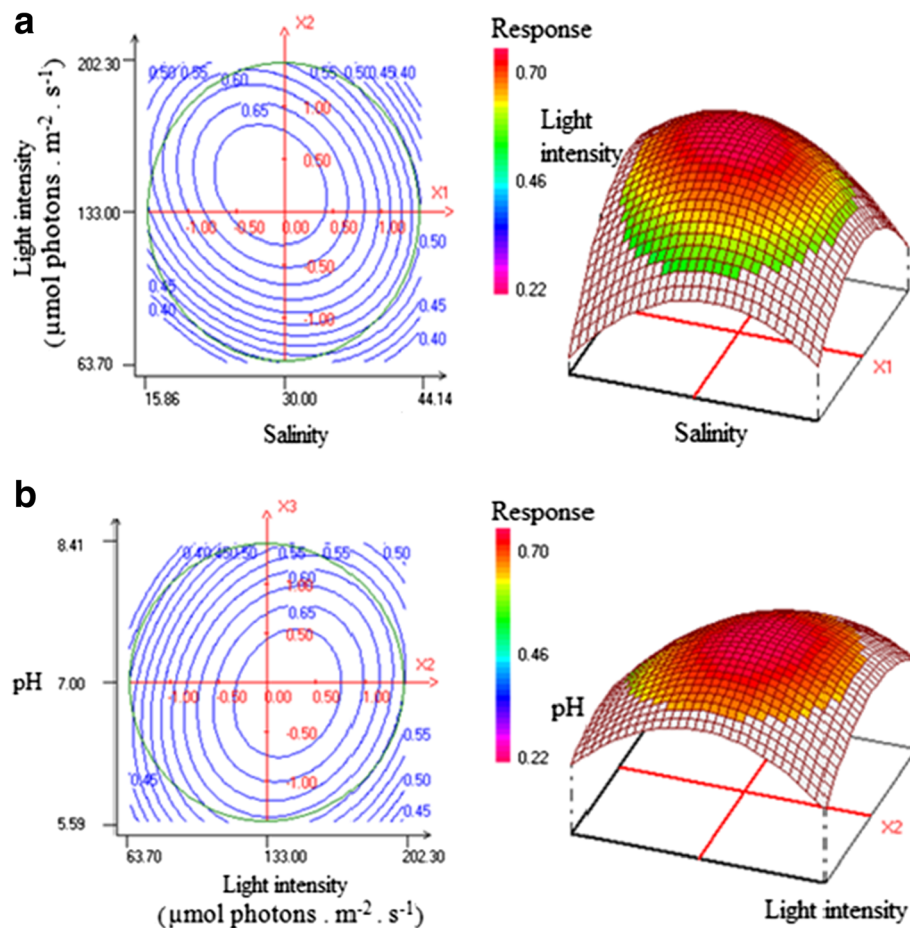 a
X2
Light intensity
(µmol photons . m-2 . s-1)
202.30
133.00
63.70
0.50 0.55 0.60 0.55 0.50 0.45 0.40
0.65
1.00
0.50
X1
-1.00 -0.50 0.00 0.50 1.00
0.50
-0.50
0.45
0.40
-1.00
0.45
0.40
15.86 30.00 44.14
Salinity
Response
0.70
0.46
0.22
Light
intensity
X1
Salinity
b
X3
8.41
7.00
5.59
pH
0.40 0.45 0.50 0.55 0.55 0.50
0.60
1.00
0.65
0.50
X2
-1.00 -0.50 0.00 0.50 1.00
-0.50
0.55
0.45
-1.00
0.50
0.45
63.70 133.00 202.30
Light intensity
(µmol photons . m-2 . s-1)
Response
0.70
0.46
0.22
pH
X2
Light intensity